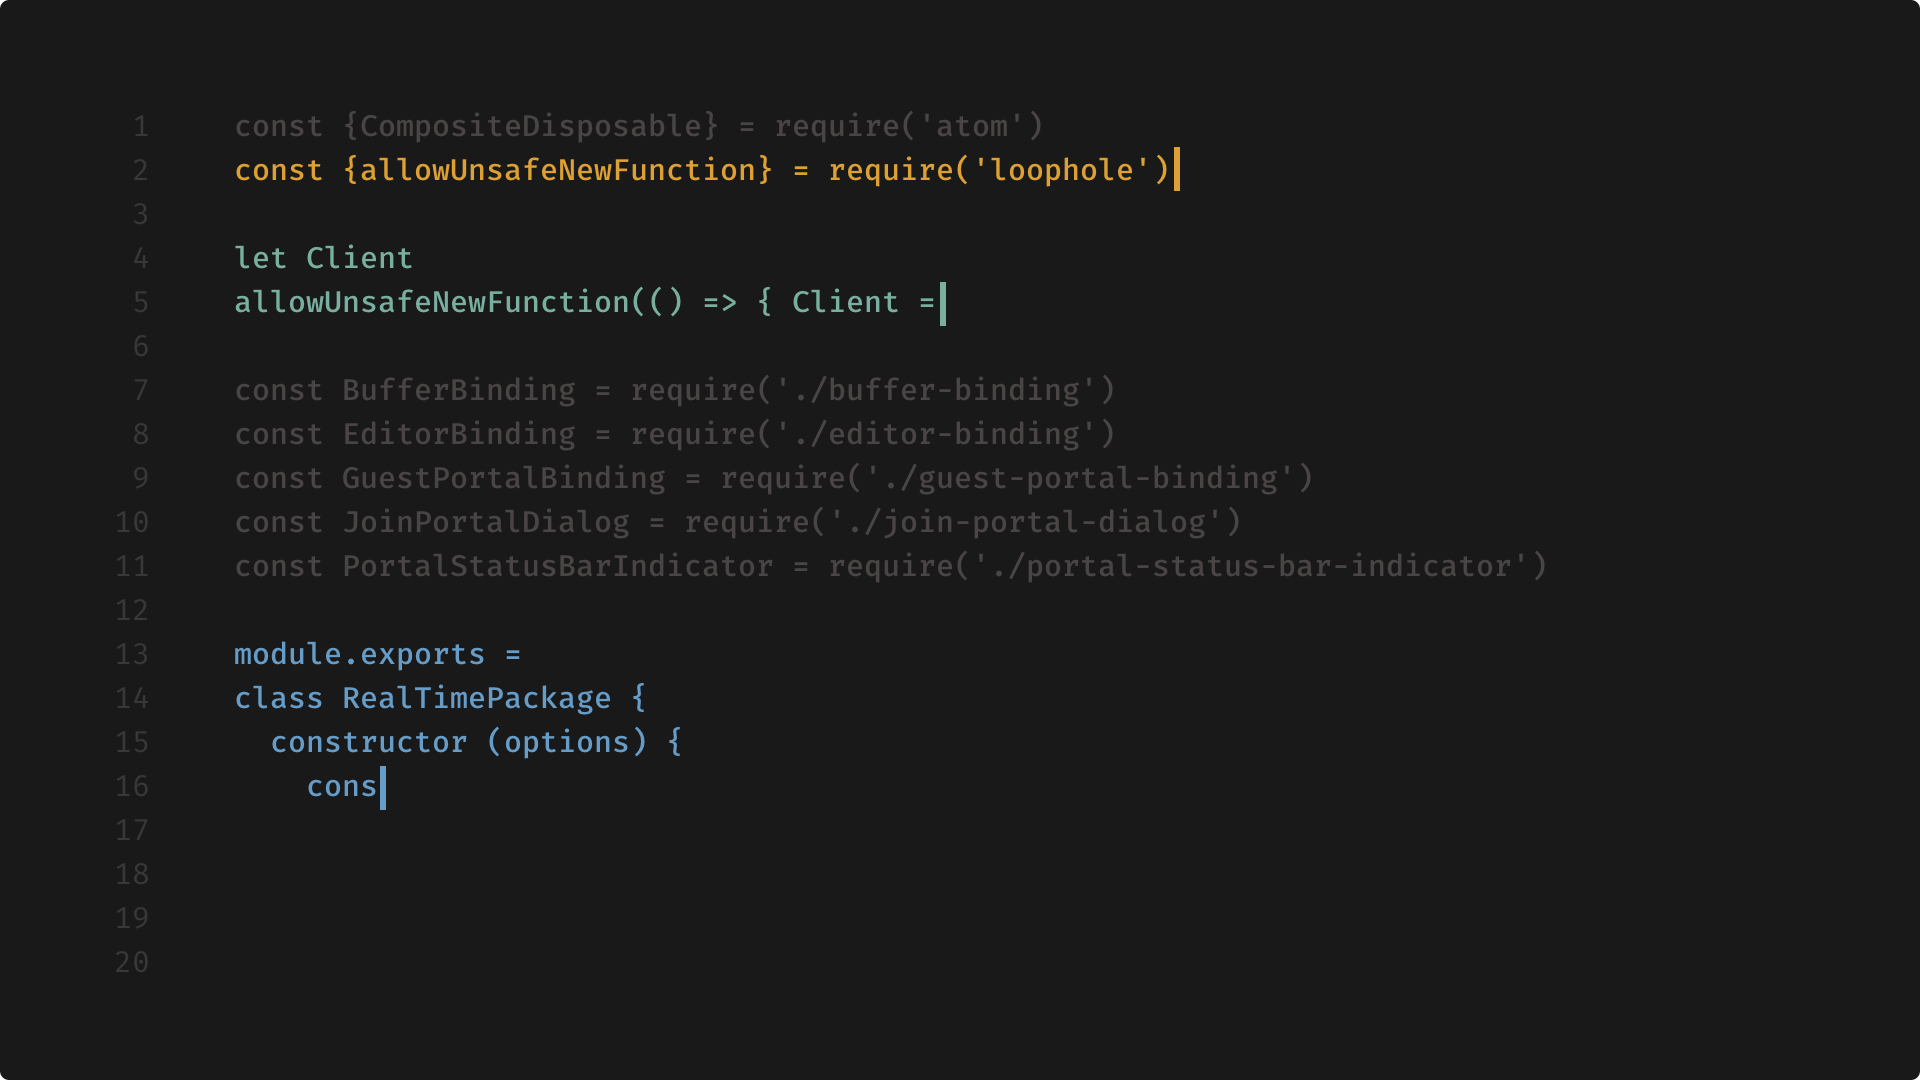 1 const {CompositeDisposable} = require('atom')
2 const {allowUnsafeNewFunction} = require('loophole')
3
4 let Client
5 allowUnsafeNewFunction(() => { Client =
6
7 const BufferBinding = require('./buffer-binding')
8 const EditorBinding = require('./editor-binding')
9 const GuestPortalBinding = require('./guest-portal-binding')
10 const JoinPortalDialog = require('./join-portal-dialog')
11 const PortalStatusBarIndicator = require('./portal-status-bar-indicator')
12
13 module.exports =
14 class RealTimePackage {
15 constructor (options) {
16 cons
17
18
19
20